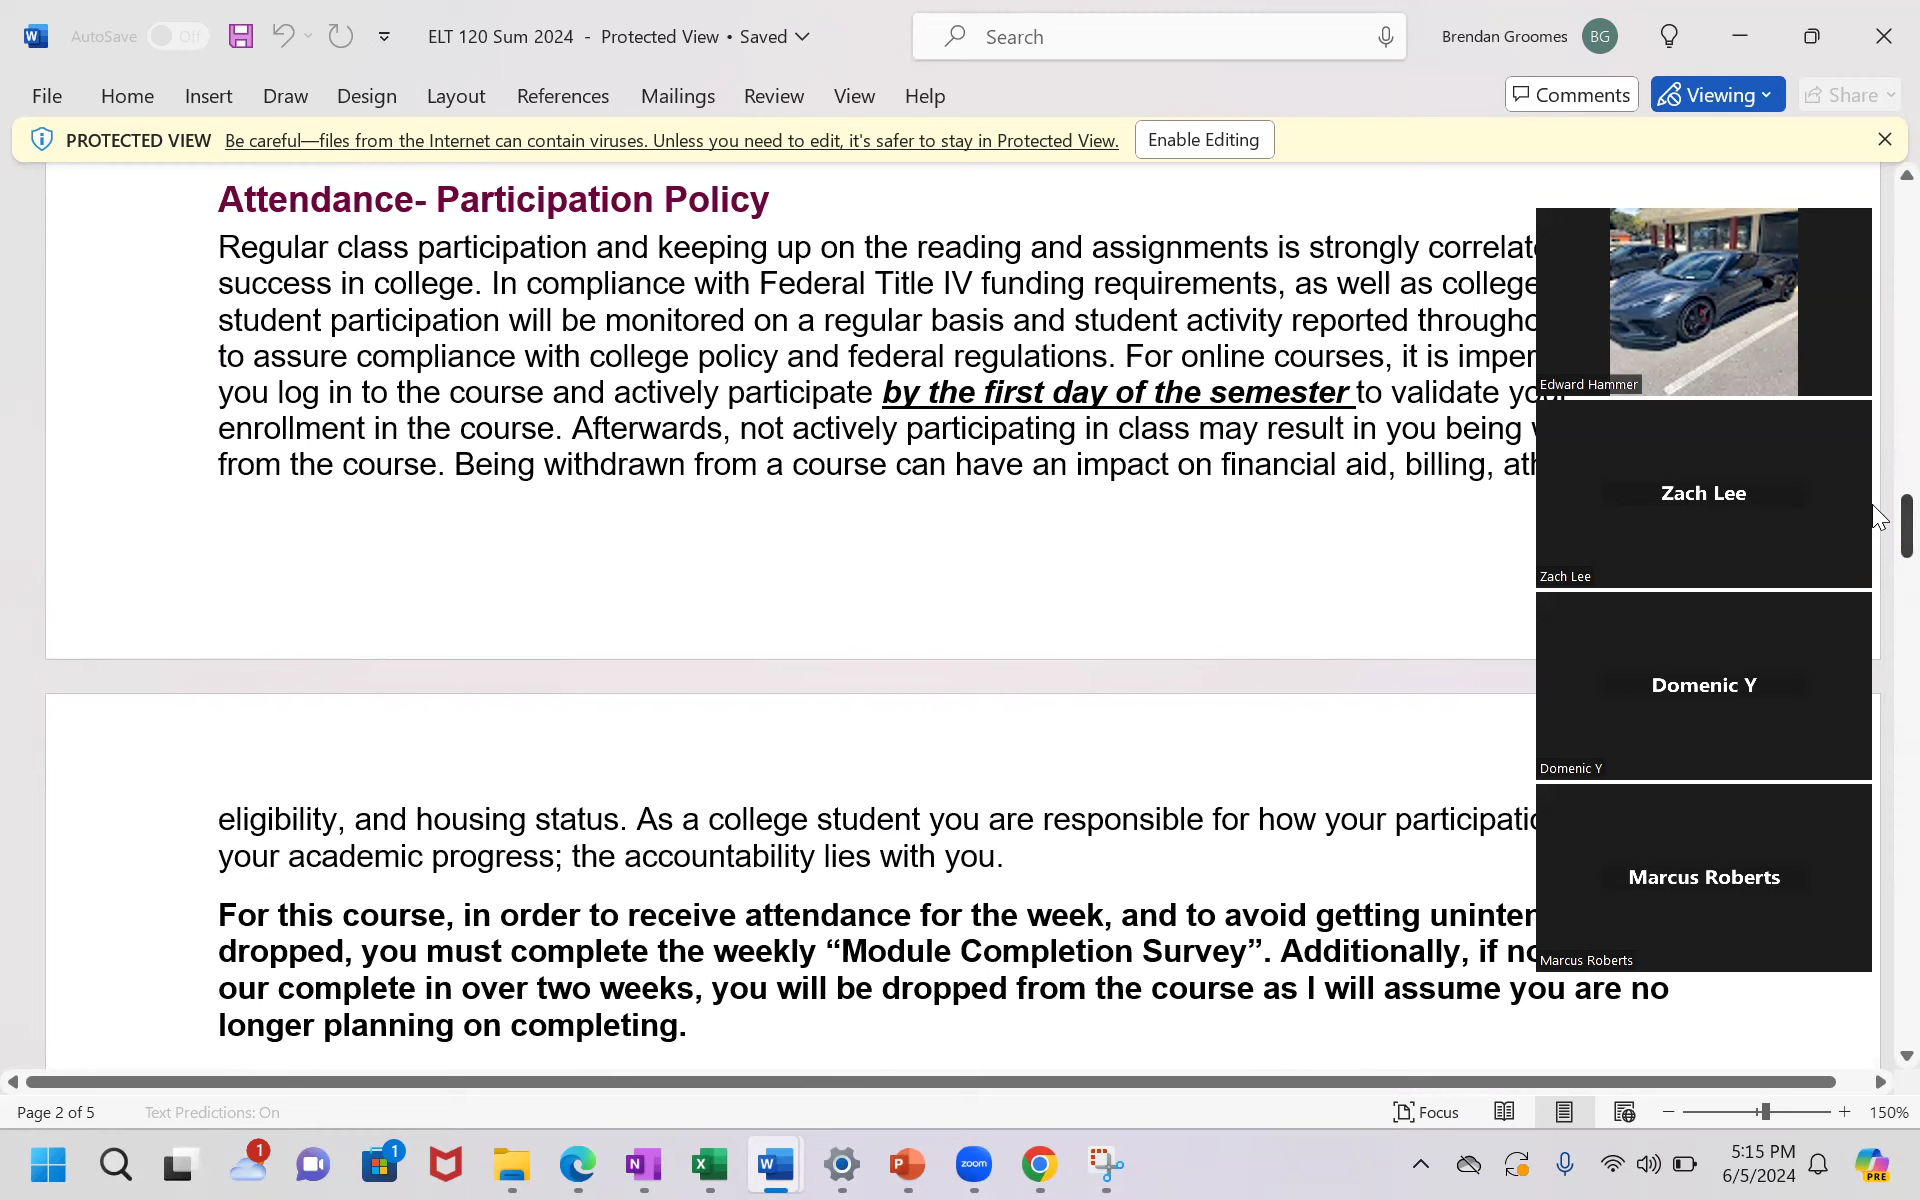 AutoSave Off ELT 120 Sum 2024 - Protected View • Saved Search Brendan Groomes BG
File Home Insert Draw Design Layout References Mailings Review View Help Comments Viewing Share
PROTECTED VIEW Be careful—files from the Internet can contain viruses. Unless you need to edit, it's safer to stay in Protected View. Enable Editing
Attendance- Participation Policy
Regular class participation and keeping up on the reading and assignments is strongly
success in college. In compliance with Federal Title IV funding requirements, as well as college
student participation will be monitored on a regular basis and student activity reported
to assure compliance with college policy and federal regulations. For online courses, it is
you log in to the course and actively participate by the first day of the semester to validate your
enrollment in the course. Afterwards, not actively participating in class may result in you being
from the course. Being withdrawn from a course can have an impact on financial aid, billing,
eligibility, and housing status. As a college student you are responsible for how your
your academic progress; the accountability lies with you.
For this course, in order to receive attendance for the week, and to avoid getting
dropped, you must complete the weekly “Module Completion Survey”. Additionally, if
our complete in over two weeks, you will be dropped from the course as I will assume you are no
longer planning on completing.
Edward Hammer
Zach Lee
Zach Lee
Domenic Y
Domenic Y
Marcus Roberts
Marcus Roberts
Page 2 of 5 Text Predictions: On Focus 150%
1 1 N X W P zoom 5:15 PM
6/5/2024 PRE